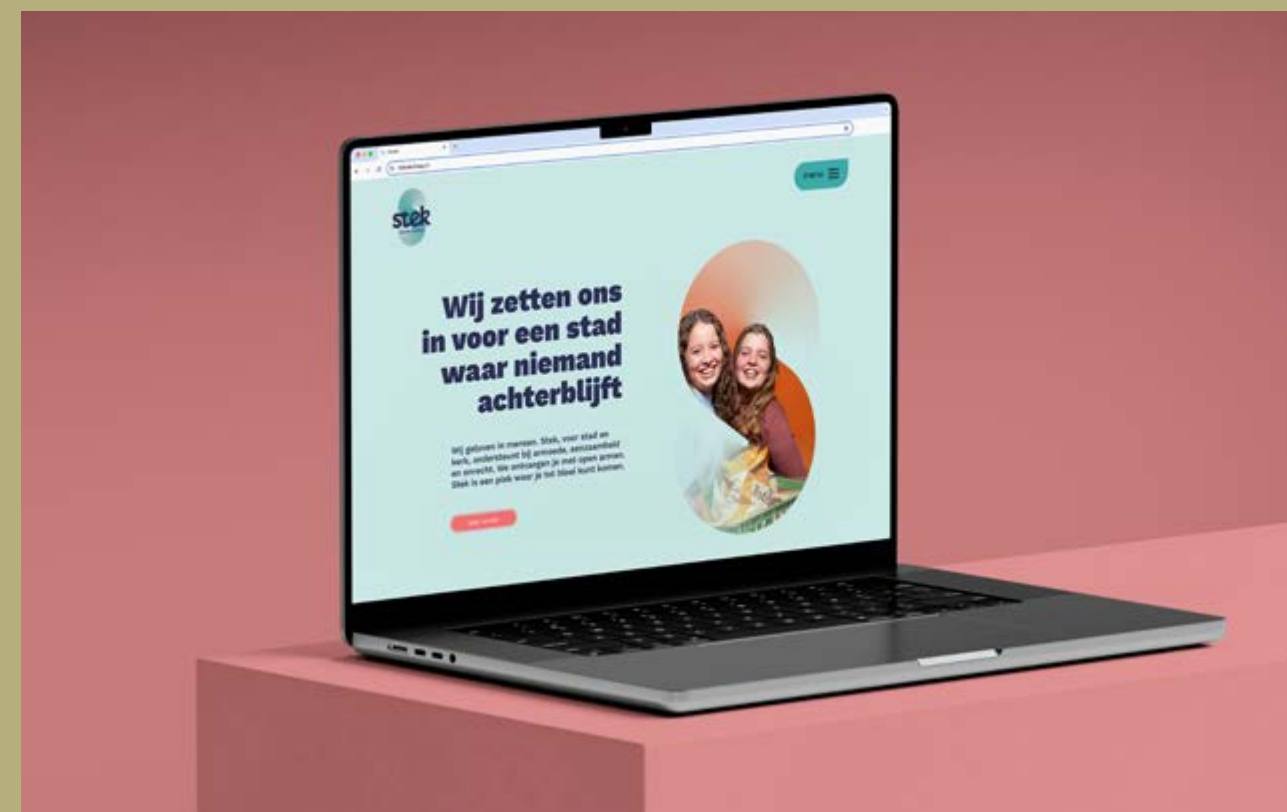 stek
menu
Wij zetten ons
in voor een stad
waar niemand
achterblijft
Wij geloven in mensen. Stek, voor stad en
kerk, ondersteunt bij armoede, eenzaamheid
en onrecht. We ontvangen je met open armen.
Stek is een plek waar je tot bloei kunt komen.